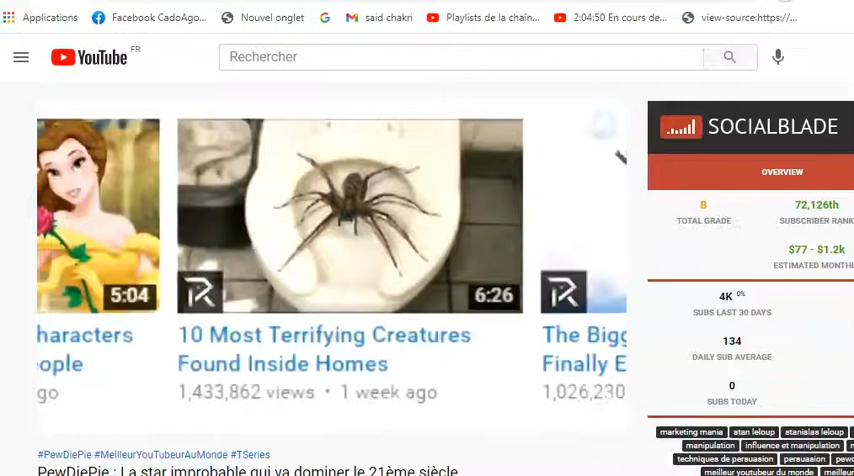 Applications
Facebook CadoAgo...
Nouvel onglet
said chakri
Playlists de la chaîn...
2:04:50 En cours de...
view-source:https://...
YouTube FR
Rechercher
5:04
6:26
haracters
ople
go
10 Most Terrifying Creatures
Found Inside Homes
1,433,862 views • 1 week ago
The Bigg
Finally E
1,026,230
#PewDiePie #MeilleurYouTubeurAuMonde #TSeries
PewDiePie : La star improbable qui va dominer le 21ème siècle
SOCIALBLADE
OVERVIEW
B
TOTAL GRADE
72,126th
SUBSCRIBER RANK
$77 - $1.2k
ESTIMATED MONTHL
4K 0%
SUBS LAST 30 DAYS
134
DAILY SUB AVERAGE
0
SUBS TODAY
marketing mania stan leloup stanislas leloup
manipulation influence et manipulation
techniques de persuasion persuasion pewd
meilleur youtubeur du monde meilleur